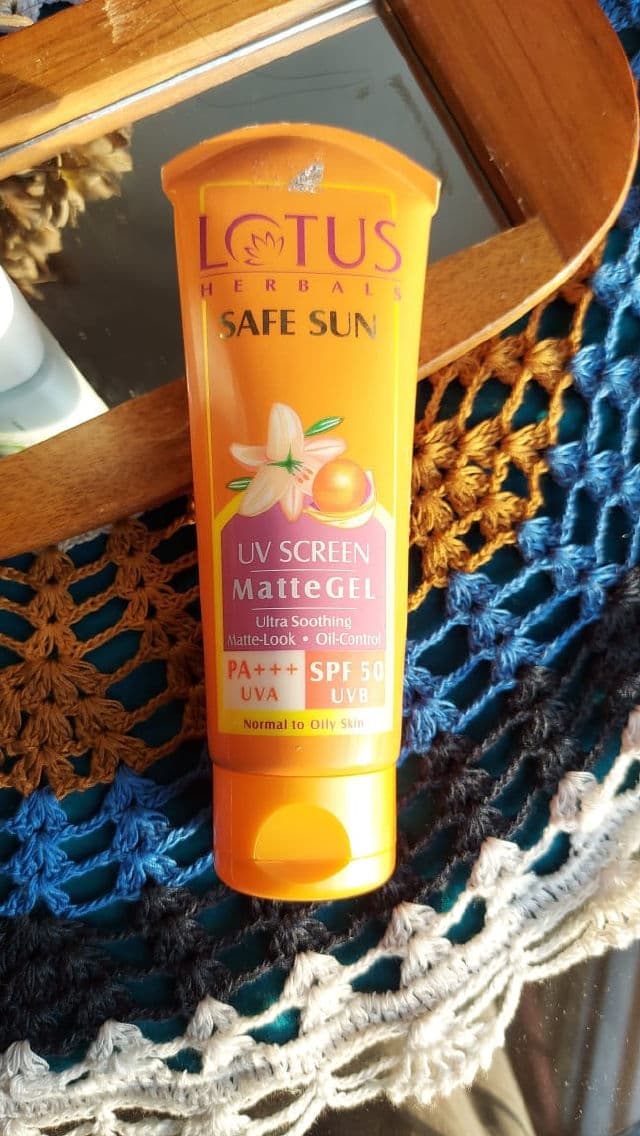 LOTUS
HERBALS
SAFE SUN
UV SCREEN
MatteGEL
Ultra Soothing
Matte-Look • Oil-Control
PA+++ SPF 50
UVA UVB
Normal to Oily Skin